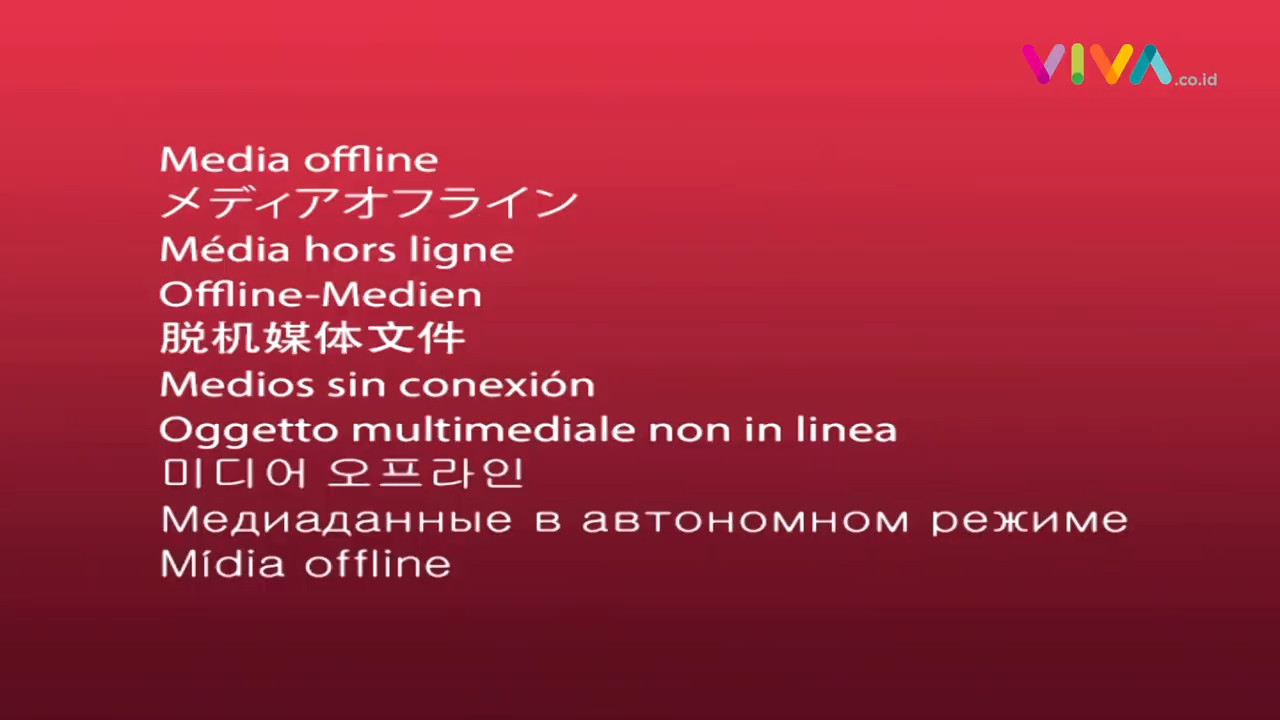 VIVA.co.id
Media offline
メディアオフライン
Média hors ligne
Offline-Medien
脱机媒体文件
Medios sin conexión
Oggetto multimediale non in linea
미디어 오프라인
Медиаданные в автономном режиме
Mídia offline